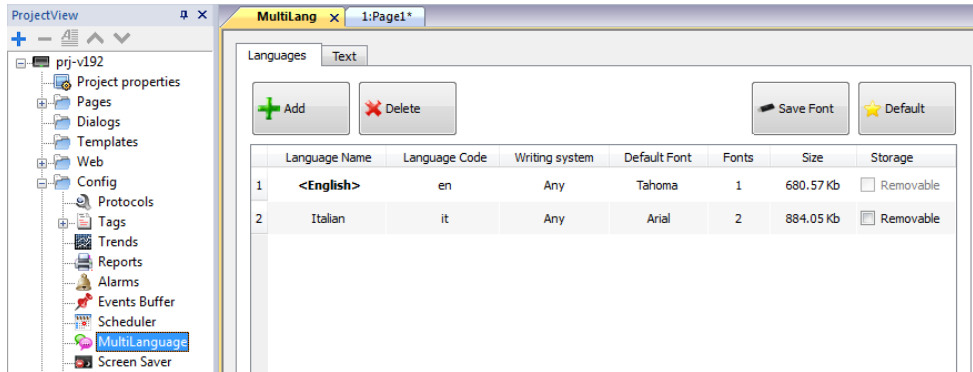 ProjectView
prj-v192
Project properties
Pages
Dialogs
Templates
Web
Config
Protocols
Tags
Trends
Reports
Alarms
Events Buffer
Scheduler
MultiLanguage
Screen Saver
MultiLang 1:Page1*
Languages Text
Add Delete Save Font Default
Language Name Language Code Writing system Default Font Fonts Size Storage
1 <English> en Any Tahoma 1 680.57 Kb Removable
2 Italian it Any Arial 2 884.05 Kb Removable